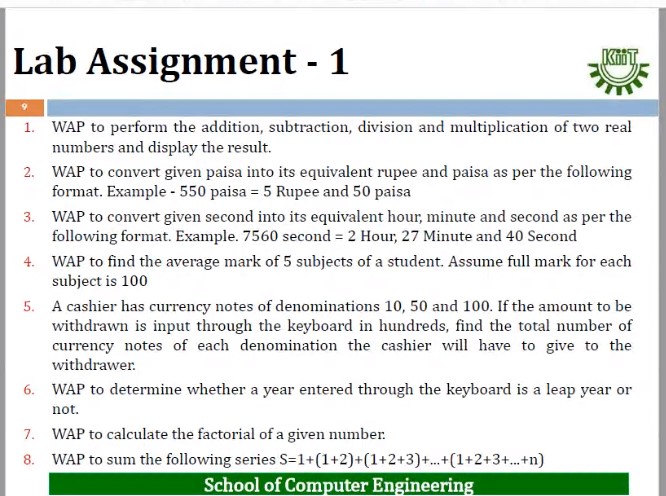 Lab Assignment - 1
KiiT
9
1. WAP to perform the addition, subtraction, division and multiplication of two real
numbers and display the result.
2. WAP to convert given paisa into its equivalent rupee and paisa as per the following
format. Example - 550 paisa = 5 Rupee and 50 paisa
3. WAP to convert given second into its equivalent hour, minute and second as per the
following format. Example. 7560 second = 2 Hour, 27 Minute and 40 Second
4. WAP to find the average mark of 5 subjects of a student. Assume full mark for each
subject is 100
5. A cashier has currency notes of denominations 10, 50 and 100. If the amount to be
withdrawn is input through the keyboard in hundreds, find the total number of
currency notes of each denomination the cashier will have to give to the
withdrawer.
6. WAP to determine whether a year entered through the keyboard is a leap year or
not.
7. WAP to calculate the factorial of a given number.
8. WAP to sum the following series S=1+(1+2)+(1+2+3)+...+(1+2+3+...+n)
School of Computer Engineering